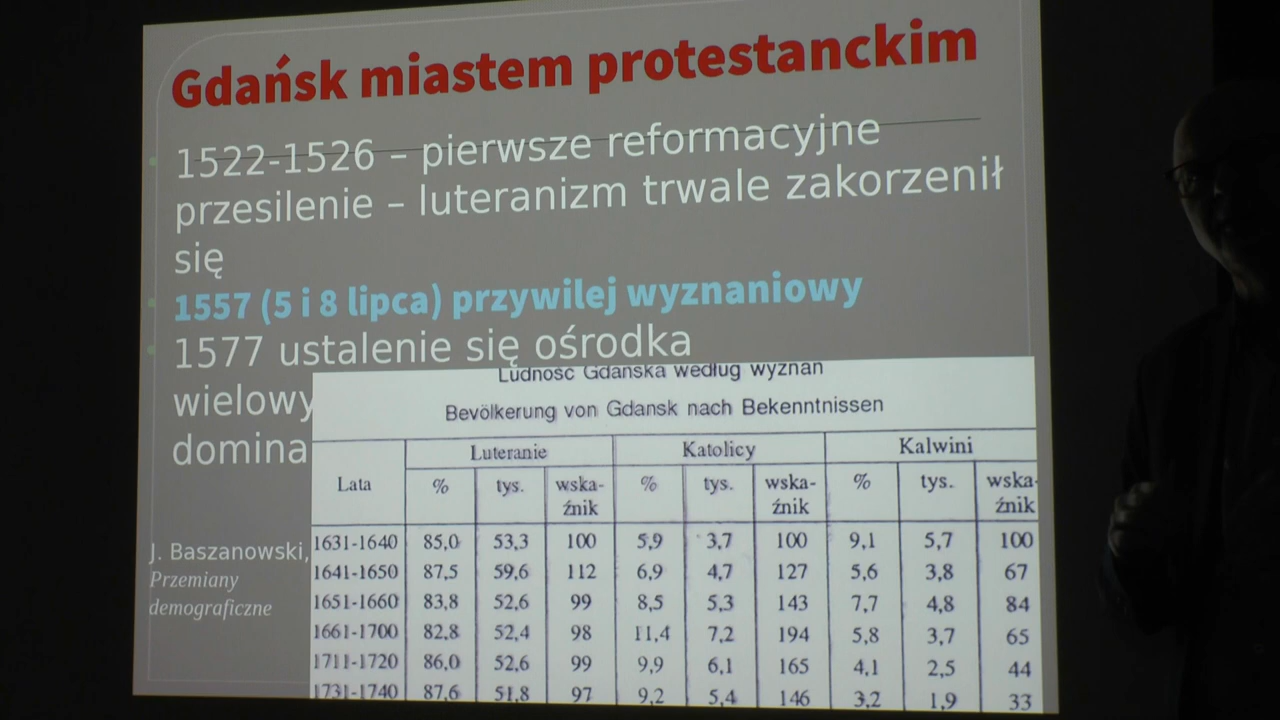 Gdańsk miastem protestanckim
1522-1526 – pierwsze reformacyjne
przesilenie – luteranizm trwale zakorzenił
się
1557 (5 i 8 lipca) przywilej wyznaniowy
1577 ustalenie się ośrodka
wielowy
domina
J. Baszanowski,
Przemiany
demograficzne
Ludność Gdańska według wyznań
Bevölkerung von Gdansk nach Bekenntnissen
Lata Luteranie Katolicy Kalwini
% tys. wska-źnik % tys. wska-źnik % tys. wska-źnik
1631-1640 85,0 53,3 100 5,9 3,7 100 9,1 5,7 100
1641-1650 87,5 59,6 112 6,9 4,7 127 5,6 3,8 67
1651-1660 83,8 52,6 99 8,5 5,3 143 7,7 4,8 84
1661-1700 82,8 52,4 98 11,4 7,2 194 5,8 3,7 65
1711-1720 86,0 52,6 99 9,9 6,1 165 4,1 2,5 44
1731-1740 87,6 51,8 97 9,2 5,4 146 3,2 1,9 33